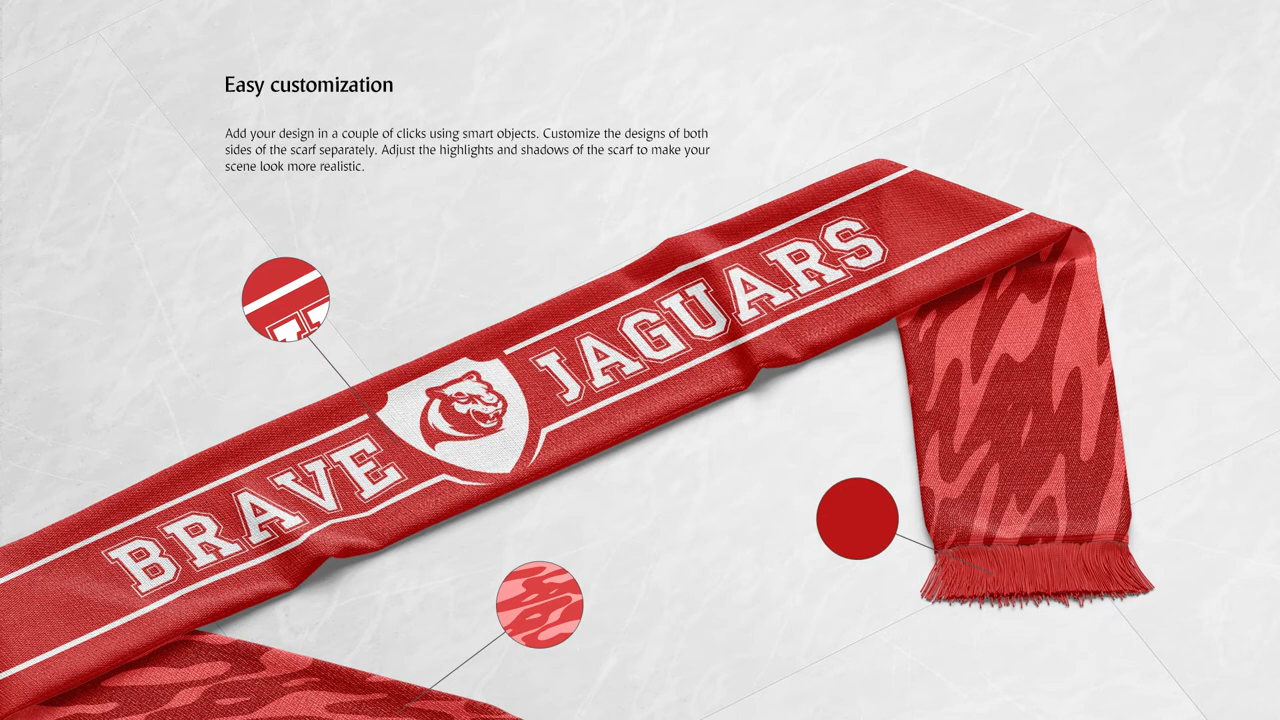 Easy customization
Add your design in a couple of clicks using smart objects. Customize the designs of both
sides of the scarf separately. Adjust the highlights and shadows of the scarf to make your
scene look more realistic.
BRAVE JAGUARS